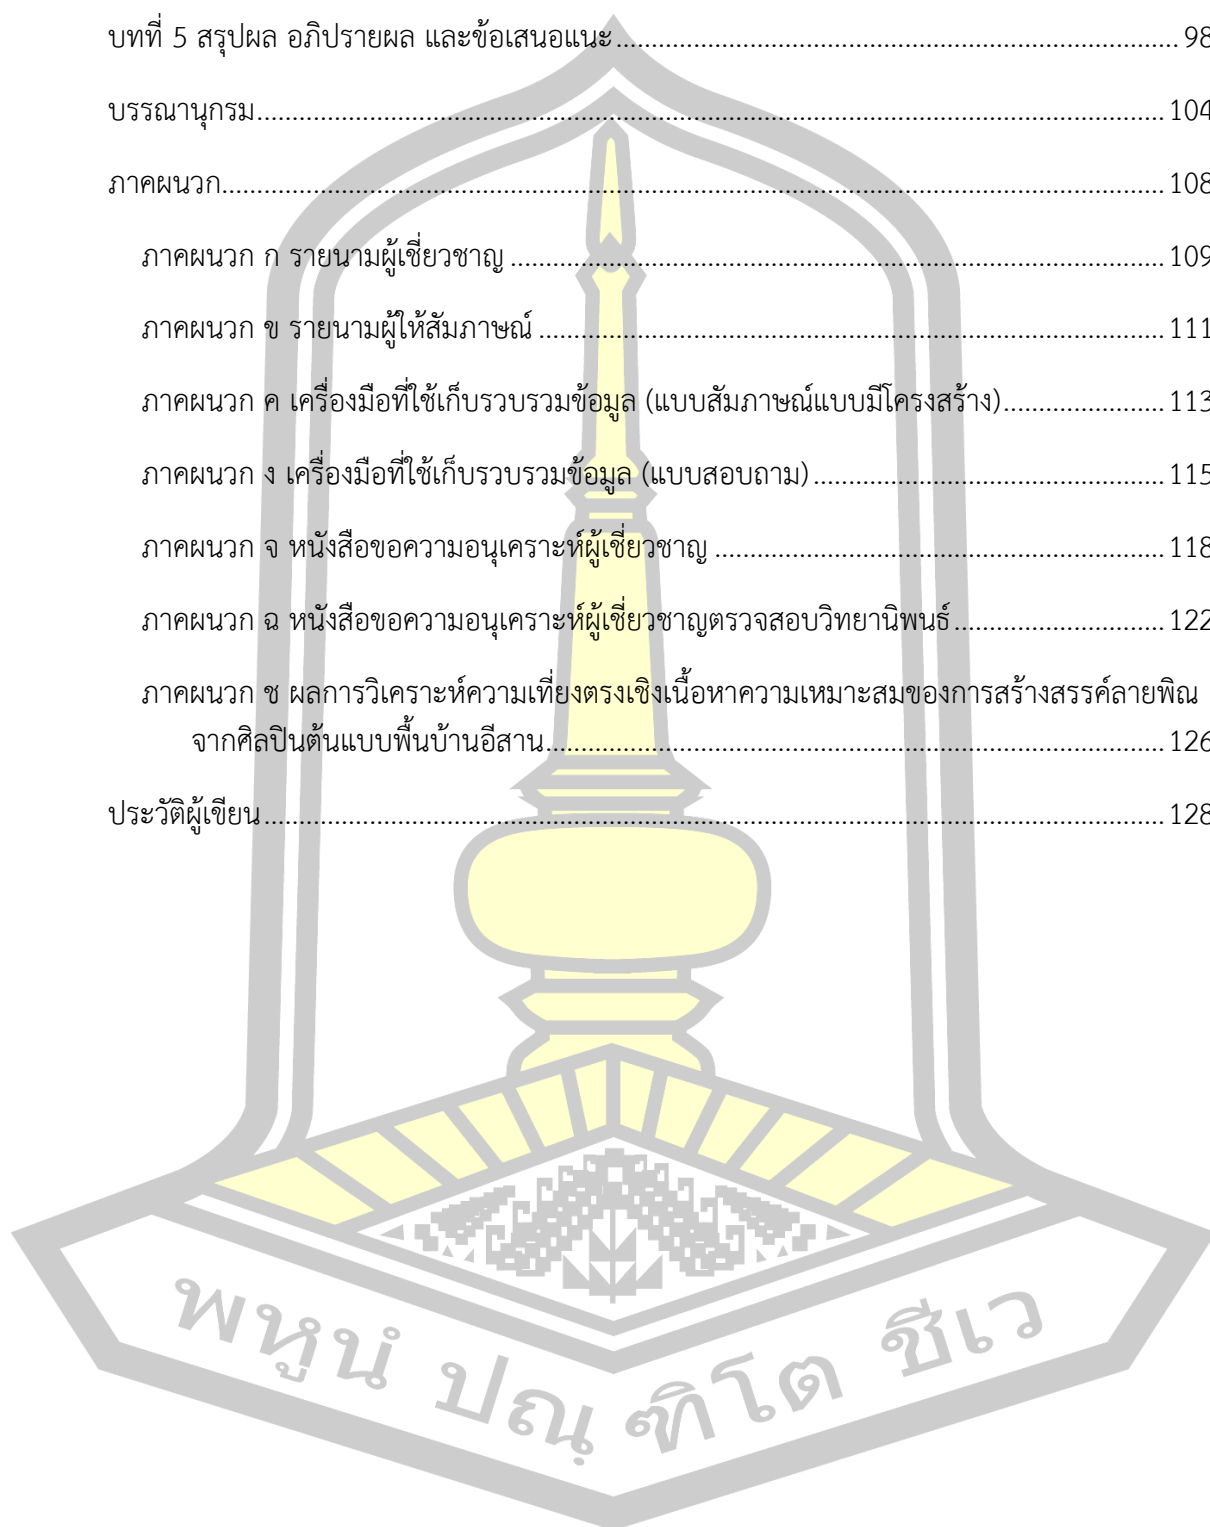 บทที่ 5 สรุปผล อภิปรายผล และข้อเสนอแนะ.................................................................. 98
บรรณานุกรม............................................................................................................. 104
ภาคผนวก................................................................................................................. 108
ภาคผนวก ก รายนามผู้เชี่ยวชาญ .............................................................................. 109
ภาคผนวก ข รายนามผู้ให้สัมภาษณ์ ........................................................................... 111
ภาคผนวก ค เครื่องมือที่ใช้เก็บรวบรวมข้อมูล (แบบสัมภาษณ์แบบมีโครงสร้าง)................... 113
ภาคผนวก ง เครื่องมือที่ใช้เก็บรวบรวมข้อมูล (แบบสอบถาม).......................................... 115
ภาคผนวก จ หนังสือขอความอนุเคราะห์ผู้เชี่ยวชาญ ...................................................... 118
ภาคผนวก ฉ หนังสือขอความอนุเคราะห์ผู้เชี่ยวชาญตรวจสอบวิทยานิพนธ์......................... 122
ภาคผนวก ช ผลการวิเคราะห์ความเที่ยงตรงเชิงเนื้อหาความเหมาะสมของการสร้างสรรค์ลายพิณ
จากศิลปินต้นแบบพื้นบ้านอีสาน.......................................................................... 126
ประวัติผู้เขียน............................................................................................................ 128
พหูนํ ปณฺฑิโต ชีเว